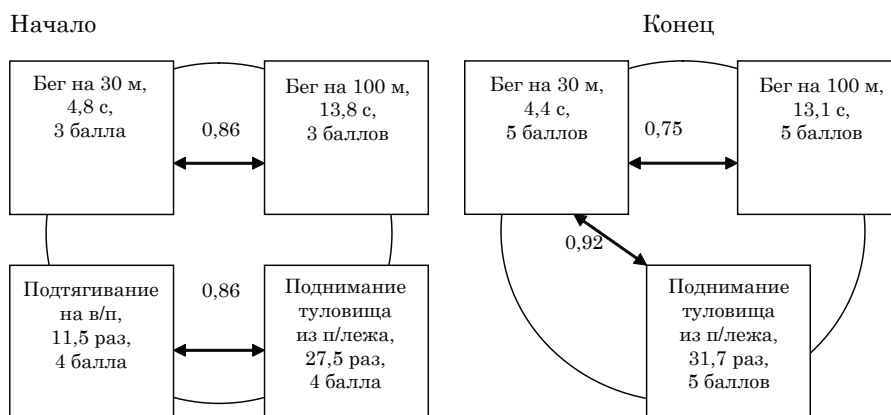 Начало
Бег на 30 м,
4,8 с,
3 балла
0,86
Бег на 100 м,
13,8 с,
3 баллов
Подтягивание
на в/п,
11,5 раз,
4 балла
0,86
Поднимание
туловища
из п/лежа,
27,5 раз,
4 балла
Конец
Бег на 30 м,
4,4 с,
5 баллов
0,75
Бег на 100 м,
13,1 с,
5 баллов
0,92
Поднимание
туловища
из п/лежа,
31,7 раз,
5 баллов